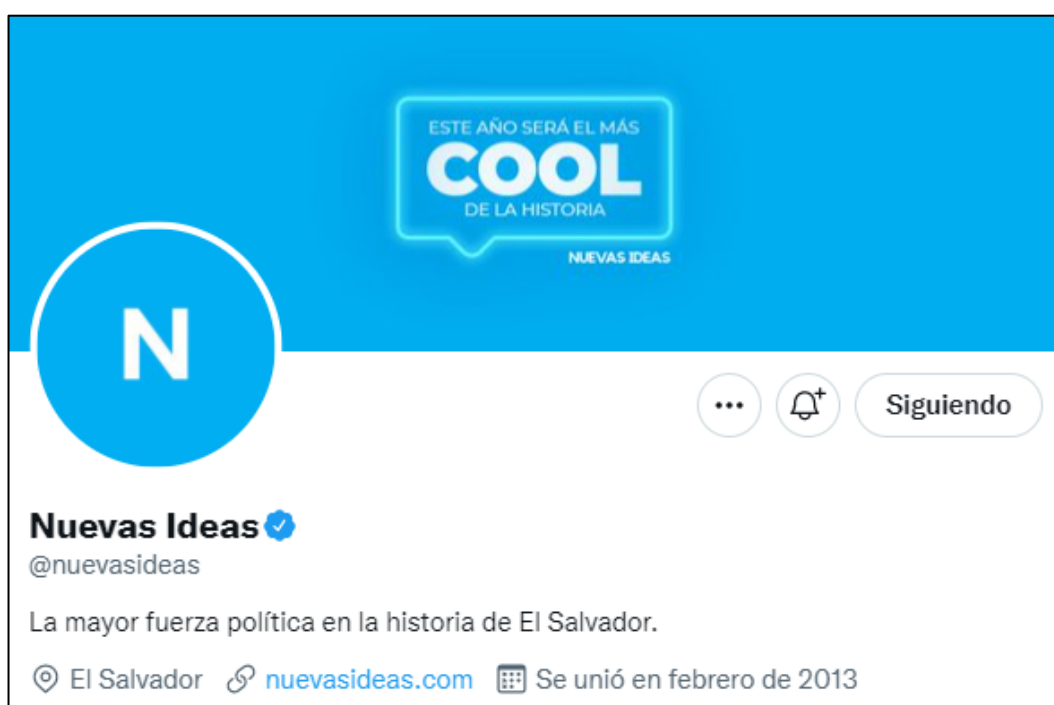 ESTE AÑO SERÁ EL MÁS
COOL
DE LA HISTORIA
NUEVAS IDEAS
N
Siguiendo
Nuevas Ideas
@nuevasideas
La mayor fuerza política en la historia de El Salvador.
El Salvador nuevasideas.com Se unió en febrero de 2013